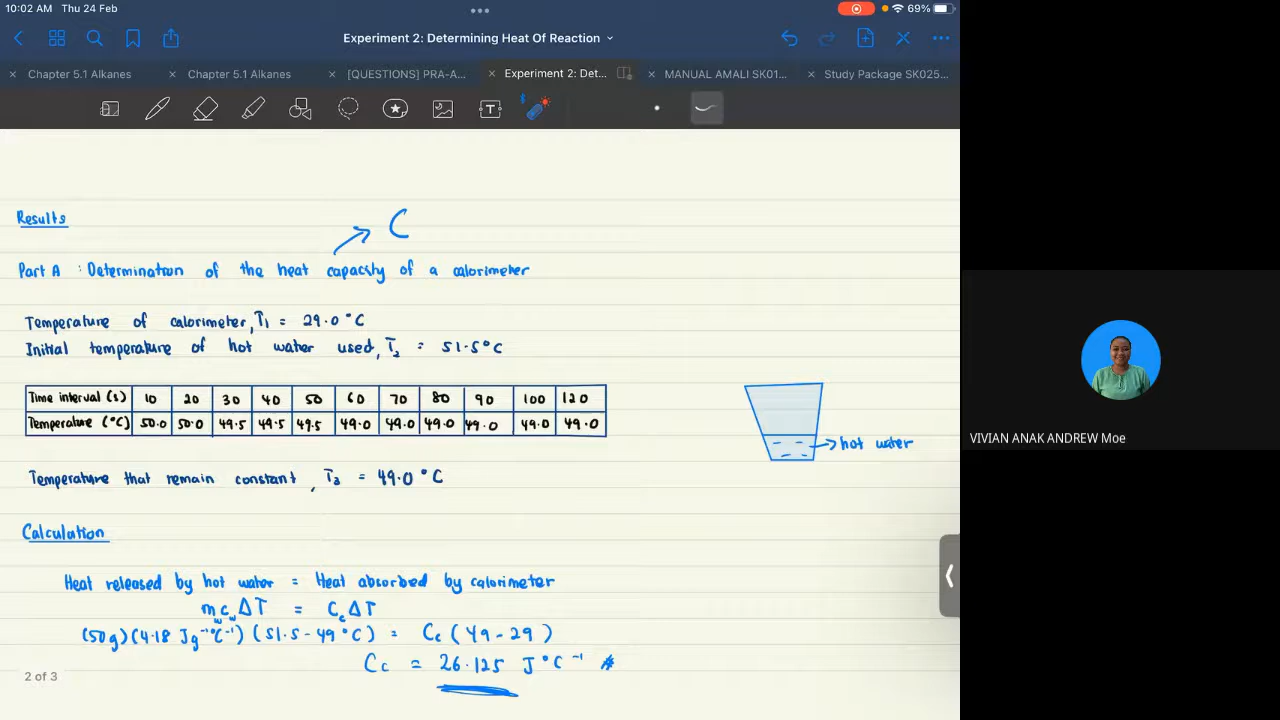 10:02 AM Thu 24 Feb
69%
Experiment 2: Determining Heat Of Reaction
Chapter 5.1 Alkanes
Chapter 5.1 Alkanes
[QUESTIONS] PRA-A...
Experiment 2: Det...
MANUAL AMALI SK01...
Study Package SK025...
Results
C
Part A : Determination of the heat capacity of a calorimeter
Temperature of calorimeter, T₁ = 29.0 °C
Initial temperature of hot water used, T₂ = 51.5°C
Time interval (s) 10 20 30 40 50 60 70 80 90 100 120
Temperature (°C) 50.0 50.0 49.5 49.5 49.5 49.0 49.0 49.0 49.0 49.0 49.0
hot water
Temperature that remain constant, T₃ = 49.0 °C
Calculation
Heat released by hot water = Heat absorbed by calorimeter
mc_wΔT = C_cΔT
(50g)(4.18 Jg⁻¹°C⁻¹)(51.5-49°C) = C_c (49-29)
C_c = 26.125 J°C⁻¹ #
2 of 3
VIVIAN ANAK ANDREW Moe